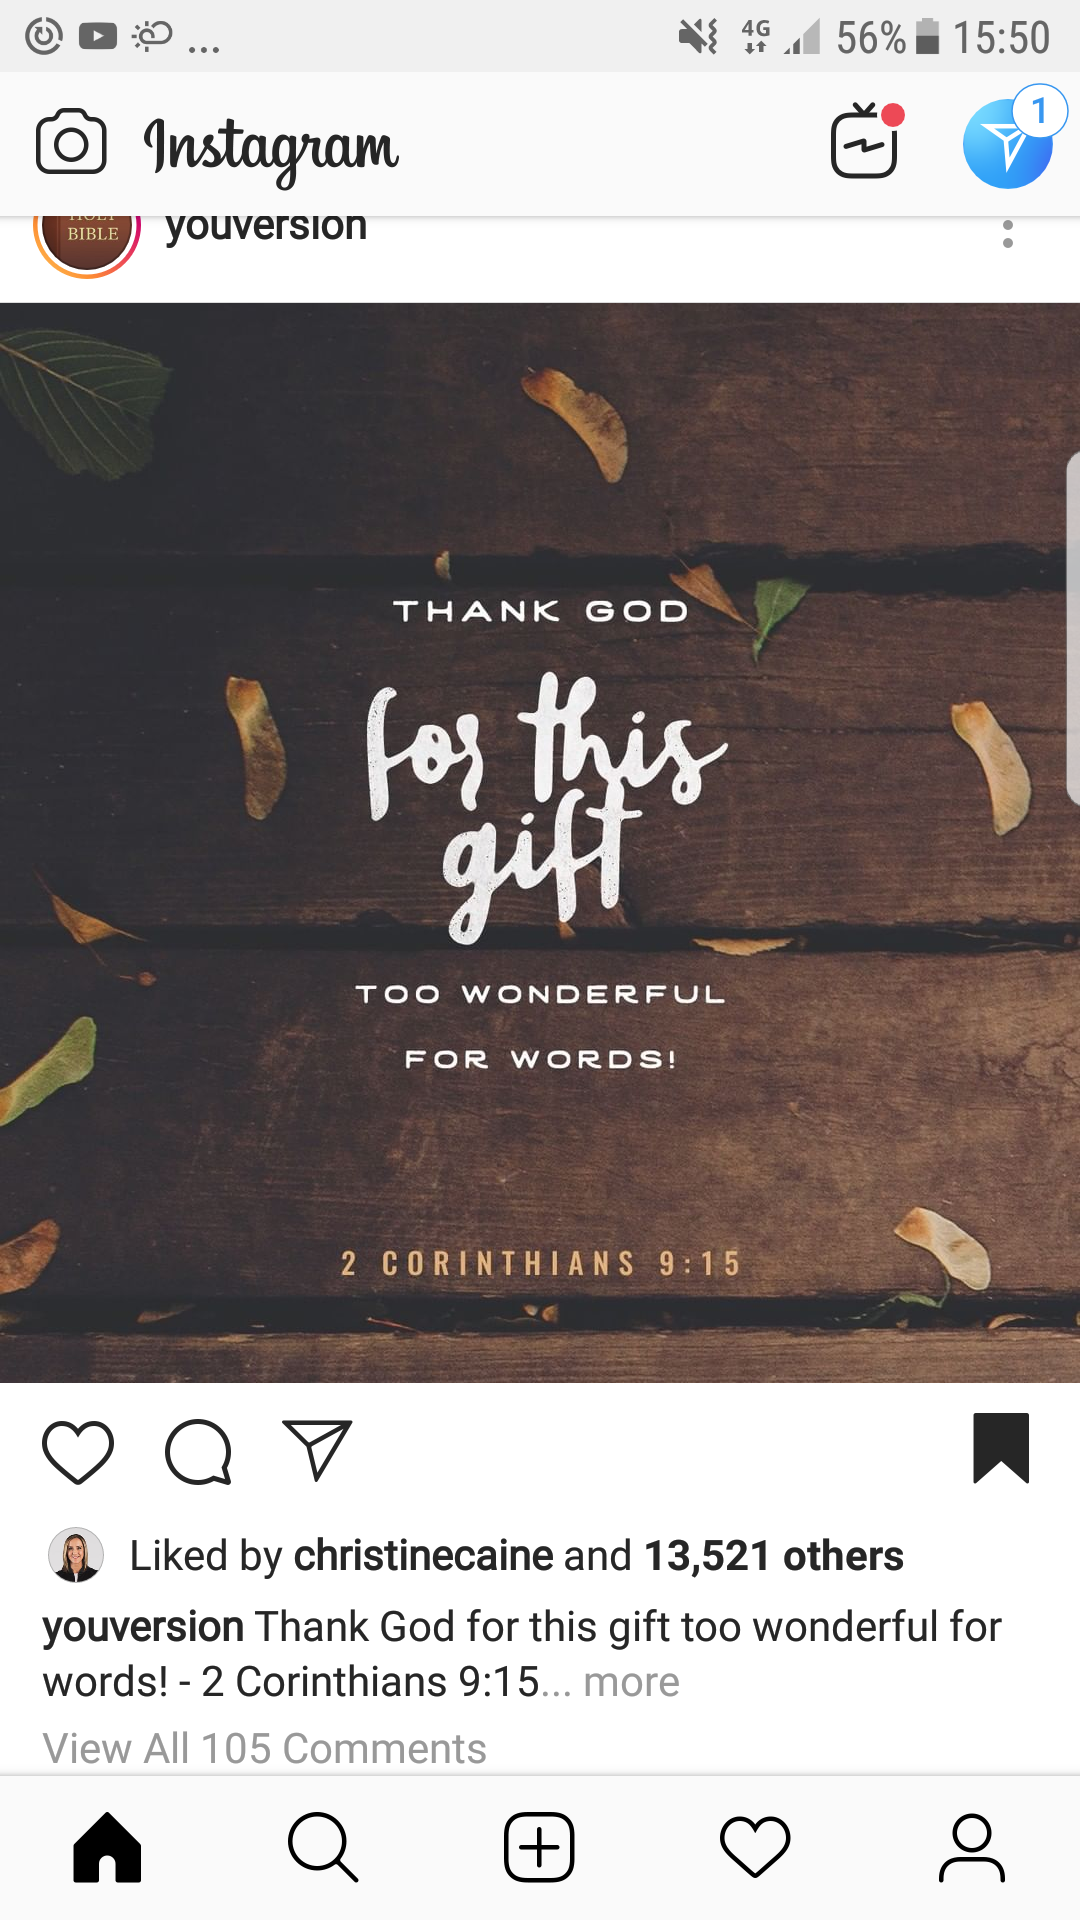 ... 4G 56% 15:50
Instagram 1
HOLY
BIBLE youversion
THANK GOD
for this
gift
TOO WONDERFUL
FOR WORDS!
2 CORINTHIANS 9:15
Liked by christinecaine and 13,521 others
youversion Thank God for this gift too wonderful for
words! - 2 Corinthians 9:15... more
View All 105 Comments